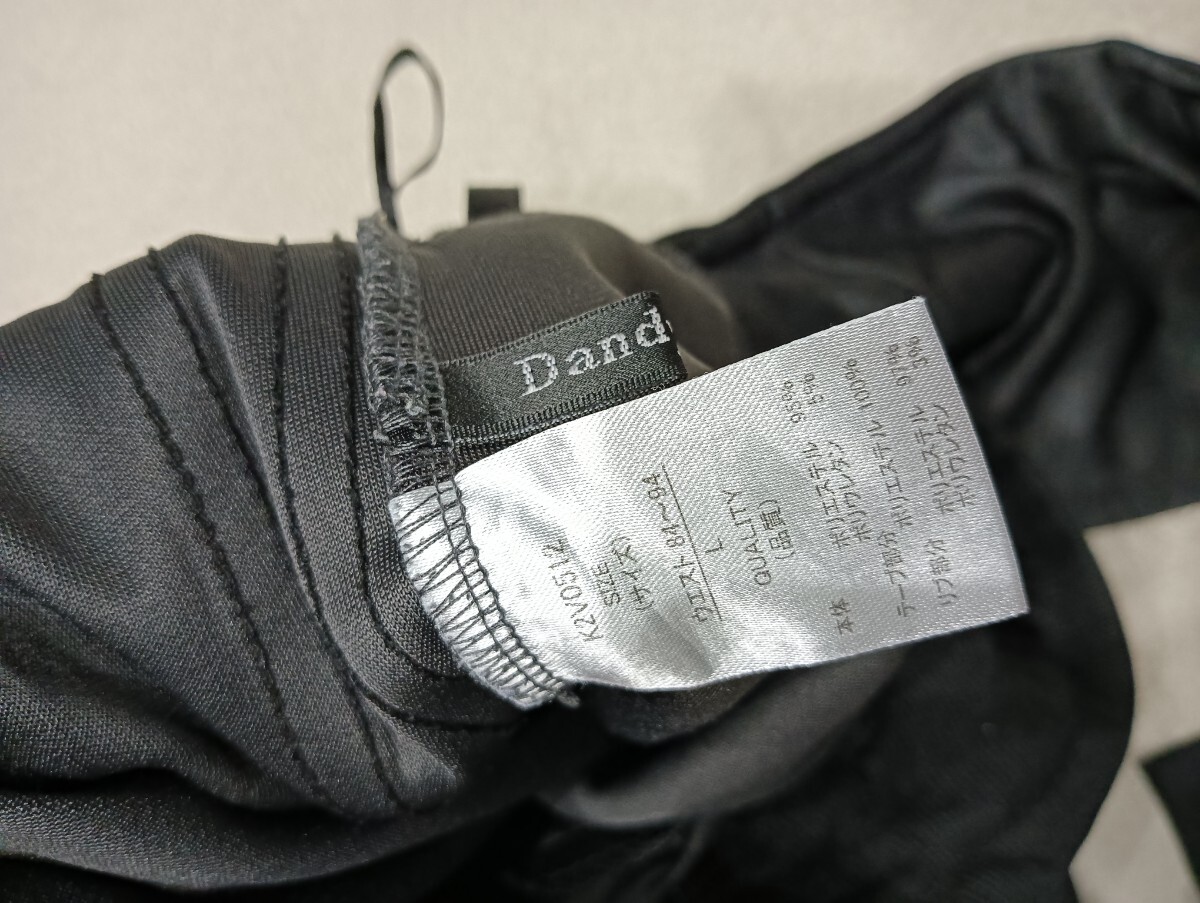 Dand
K2V0512
SIZE
(サイズ)
ウエスト84~94
L
QUALITY
(品質)
本体 ポリエステル 95%
ポリウレタン 5%
テープ部分 ポリエステル 100%
リブ部分 ポリエステル 97%
ポリウレタン 3%